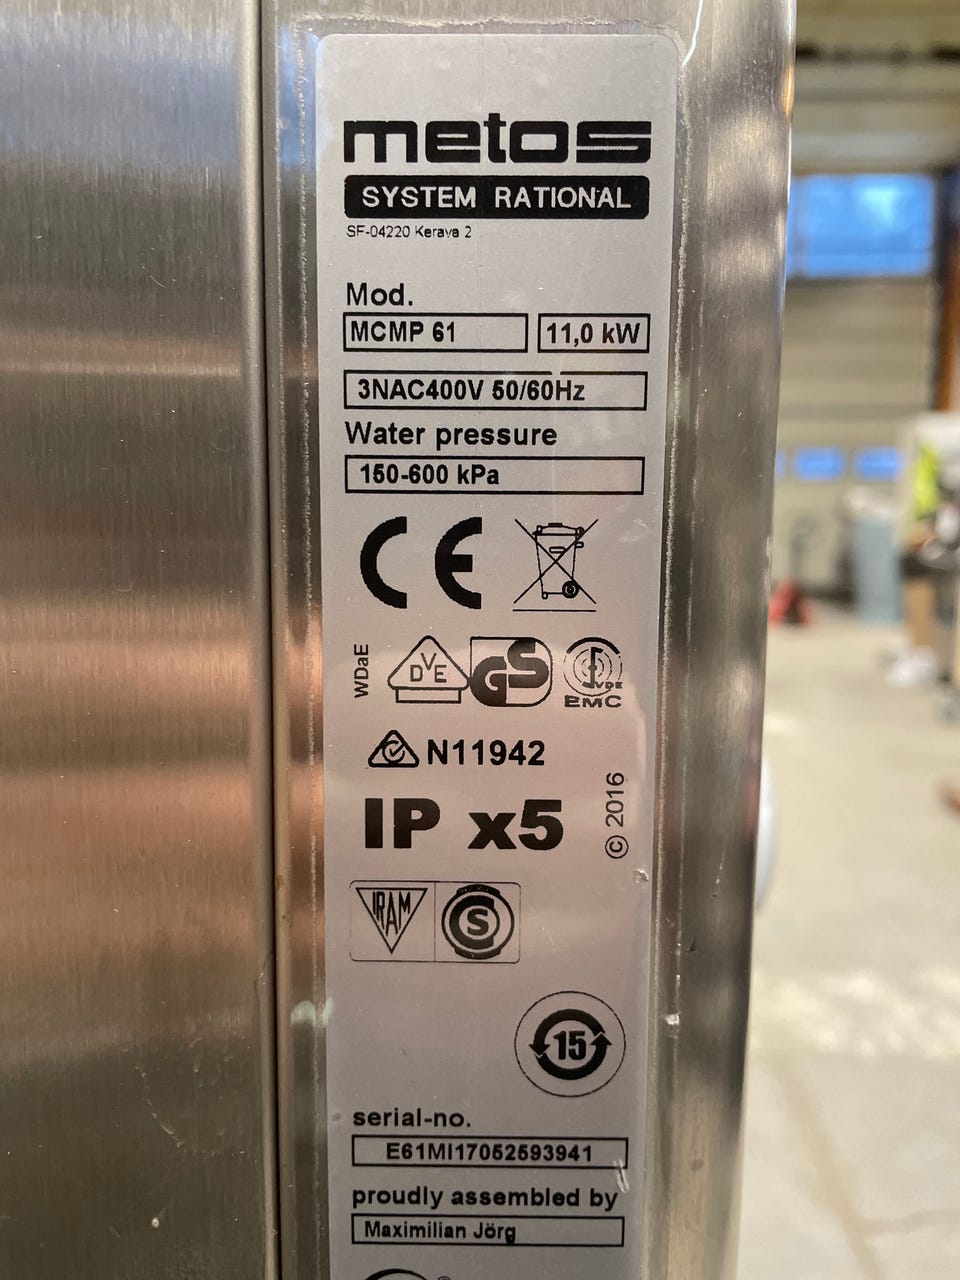 metos
SYSTEM RATIONAL
SF-04220 Kerava 2
Mod.
MCMP 61
11,0 kW
3NAC400V 50/60Hz
Water pressure
150-600 kPa
CE
WDaE
DVE
GS
VDE
EMC
N11942
IP x5
© 2016
IRAM
S
15
serial-no.
E61MI17052593941
proudly assembled by
Maximilian Jörg
®